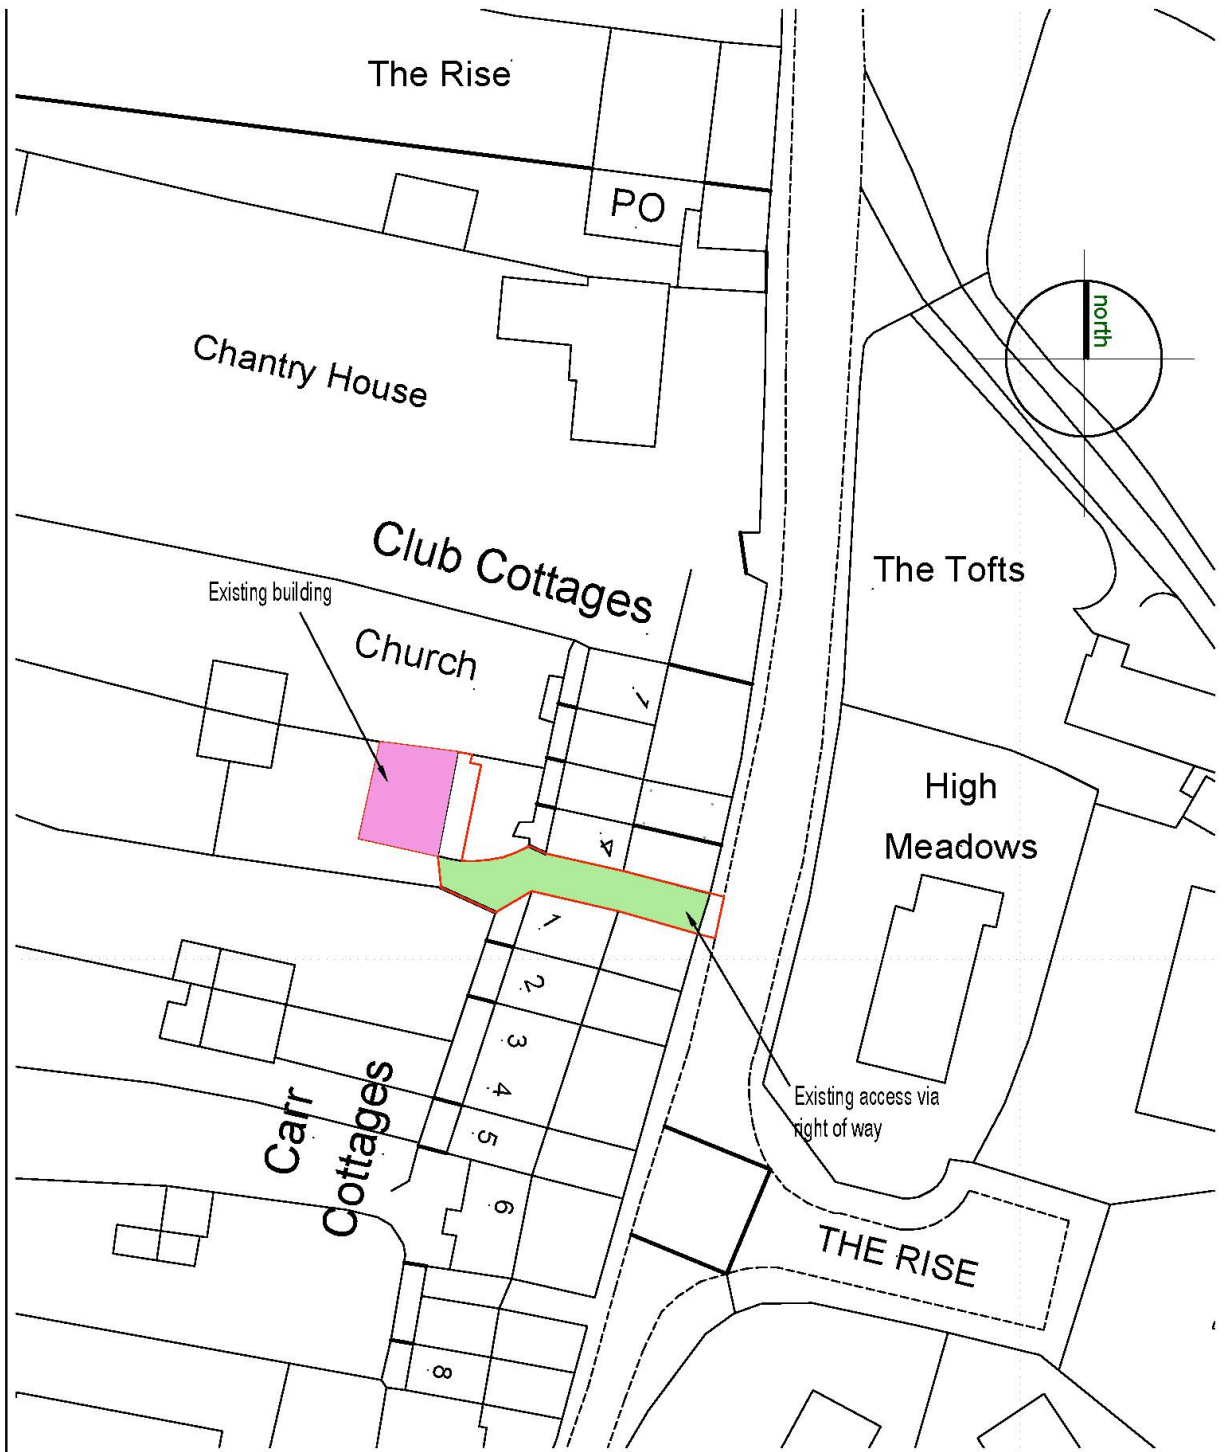 The Rise
PO
north
Chantry House
Club Cottages
The Tofts
Existing building
Church
1
High
Meadows
4
1
2
3
4
5
6
8
Carr
Cottages
Existing access via
right of way
THE RISE